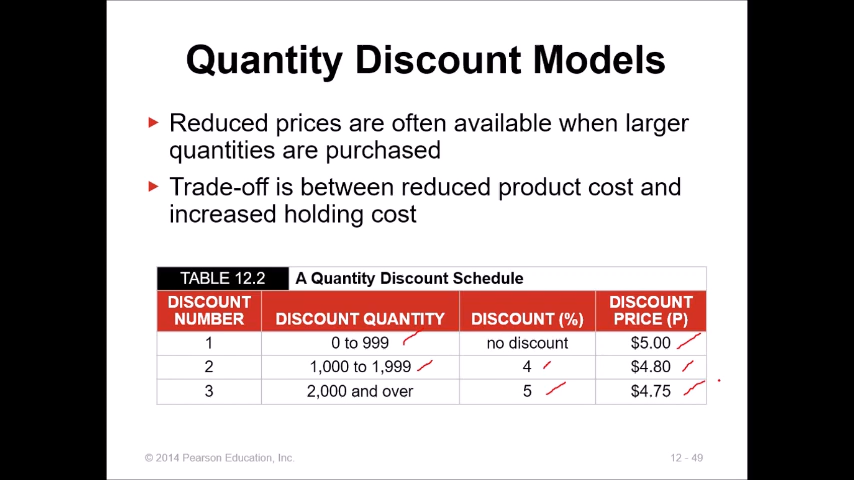 Quantity Discount Models
Reduced prices are often available when larger
quantities are purchased
Trade-off is between reduced product cost and
increased holding cost
TABLE 12.2 A Quantity Discount Schedule
DISCOUNT NUMBER DISCOUNT QUANTITY DISCOUNT (%) DISCOUNT PRICE (P)
1 0 to 999 no discount $5.00
2 1,000 to 1,999 4 $4.80
3 2,000 and over 5 $4.75
© 2014 Pearson Education, Inc. 12 - 49